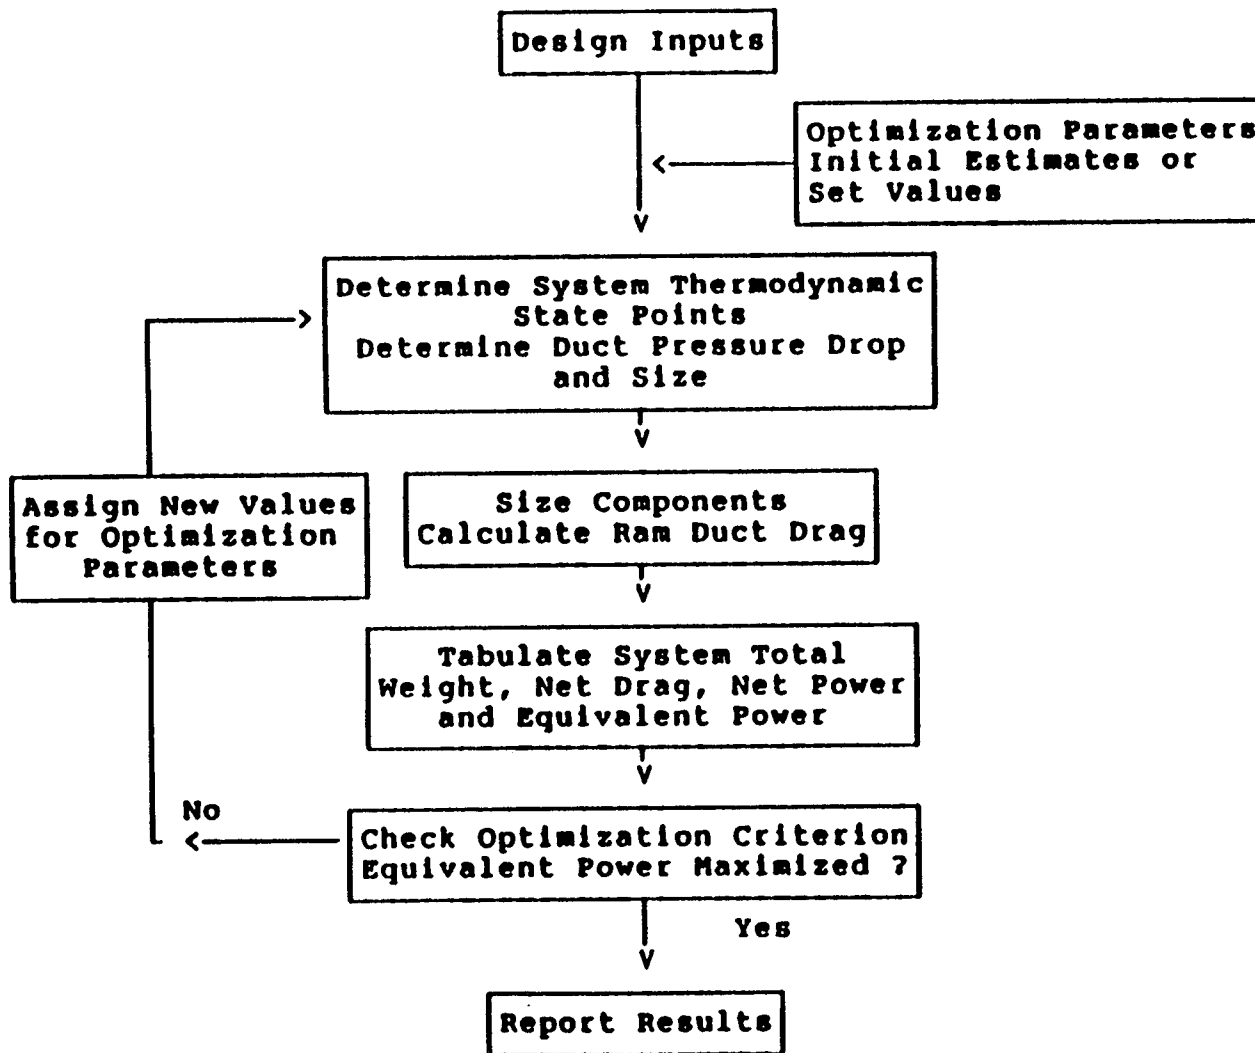 Design Inputs
Optimization Parameters
Initial Estimates or
Set Values
Determine System Thermodynamic
State Points
Determine Duct Pressure Drop
and Size
Assign New Values
for Optimization
Parameters
Size Components
Calculate Ram Duct Drag
Tabulate System Total
Weight, Net Drag, Net Power
and Equivalent Power
No
Check Optimization Criterion
Equivalent Power Maximized ?
Yes
Report Results